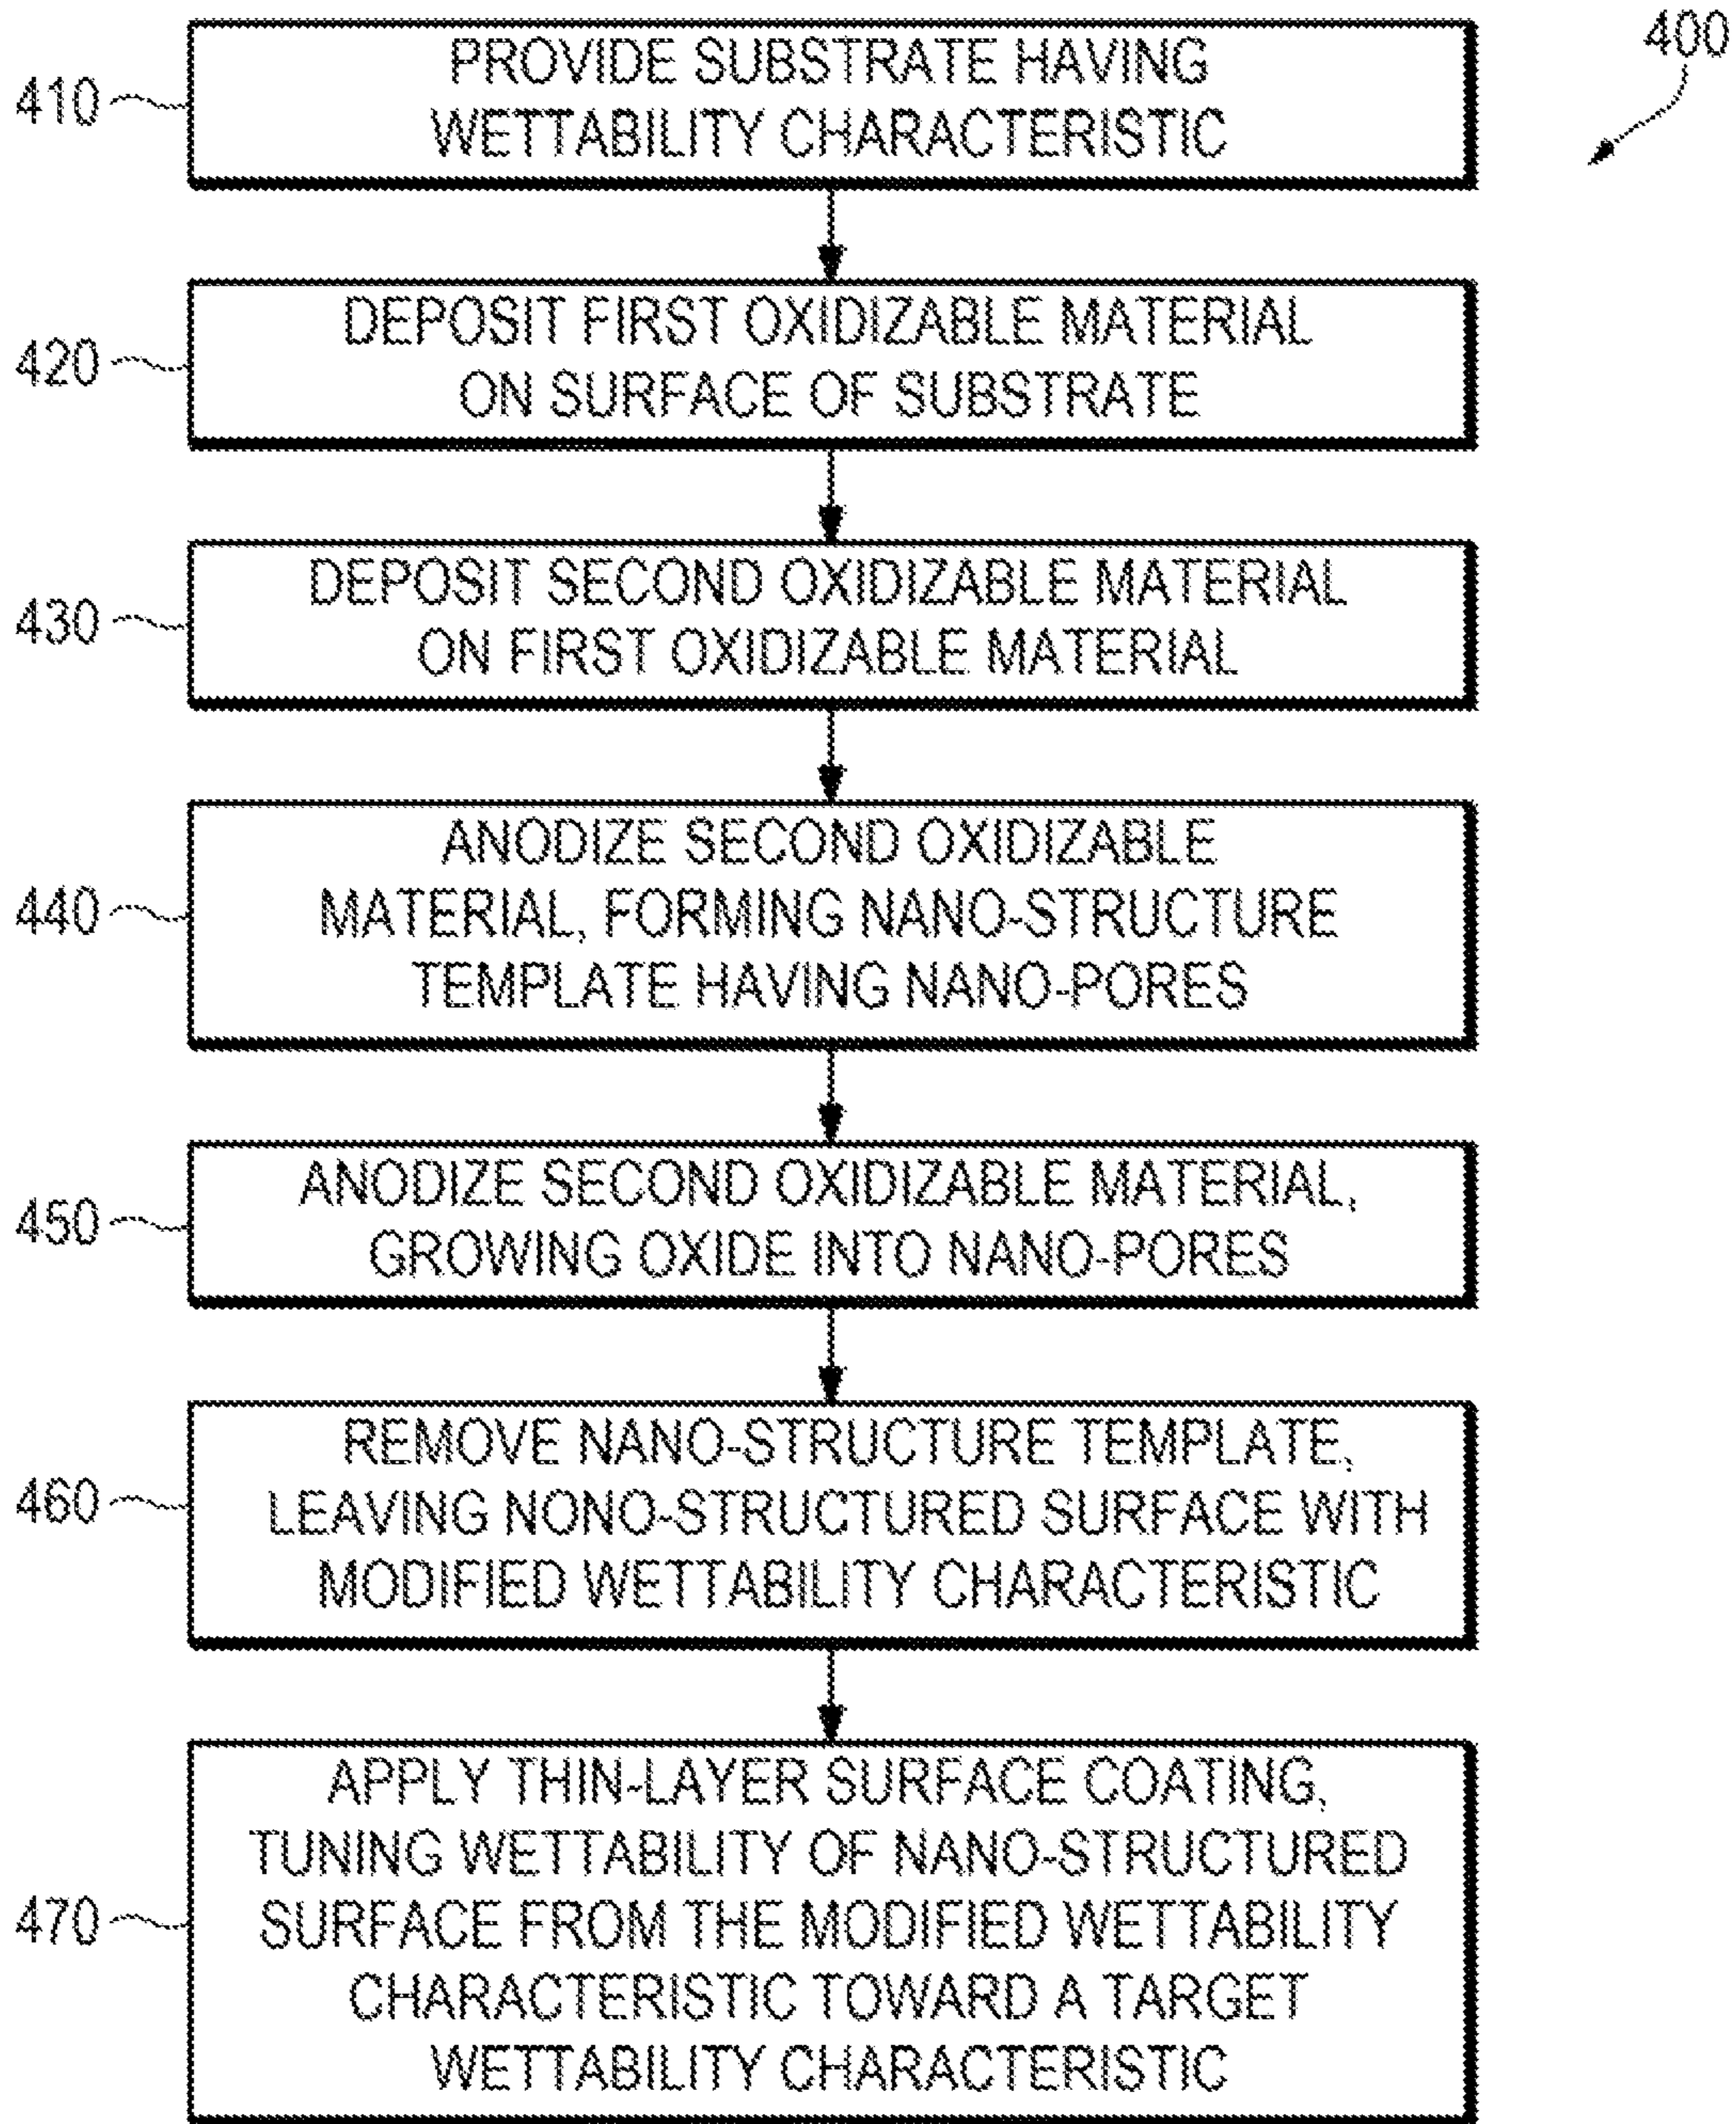 400
410
PROVIDE SUBSTRATE HAVING
WETTABILITY CHARACTERISTIC
420
DEPOSIT FIRST OXIDIZABLE MATERIAL
ON SURFACE OF SUBSTRATE
430
DEPOSIT SECOND OXIDIZABLE MATERIAL
ON FIRST OXIDIZABLE MATERIAL
440
ANODIZE SECOND OXIDIZABLE
MATERIAL, FORMING NANO-STRUCTURE
TEMPLATE HAVING NANO-PORES
450
ANODIZE SECOND OXIDIZABLE MATERIAL,
GROWING OXIDE INTO NANO-PORES
460
REMOVE NANO-STRUCTURE TEMPLATE,
LEAVING NONO-STRUCTURED SURFACE WITH
MODIFIED WETTABILITY CHARACTERISTIC
470
APPLY THIN-LAYER SURFACE COATING,
TUNING WETTABILITY OF NANO-STRUCTURED
SURFACE FROM THE MODIFIED WETTABILITY
CHARACTERISTIC TOWARD A TARGET
WETTABILITY CHARACTERISTIC